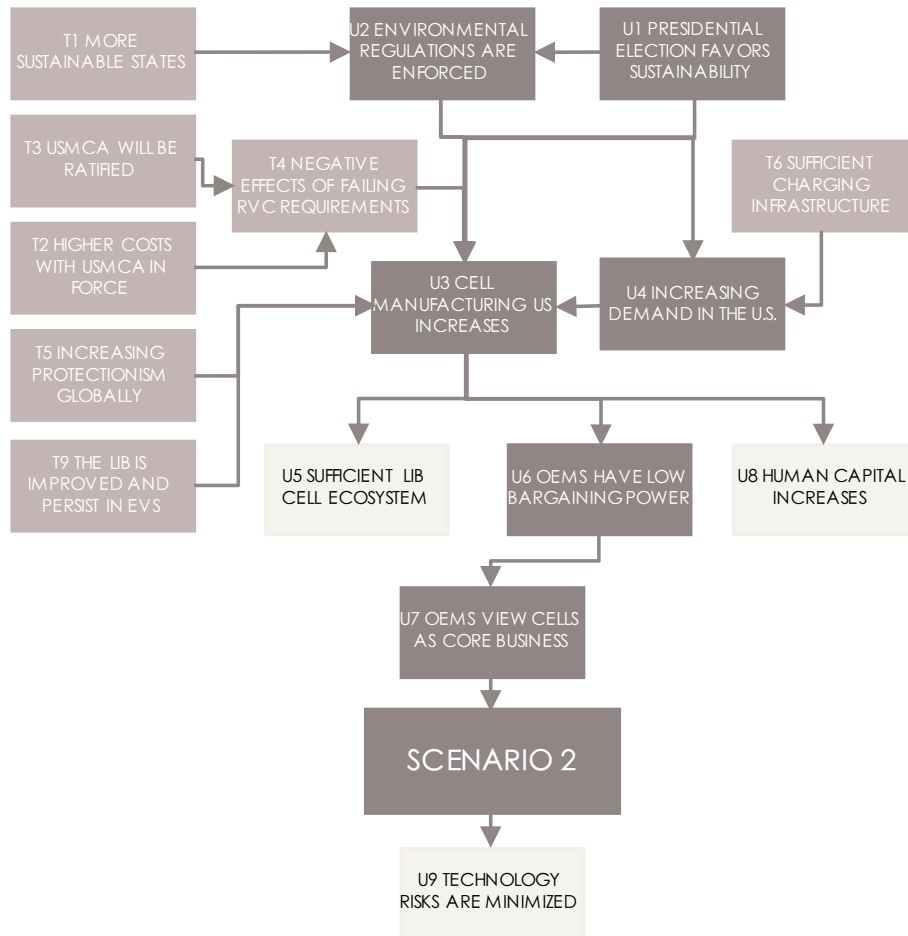 T1 MORE
SUSTAINABLE STATES
U2 ENVIRONMENTAL
REGULATIONS ARE
ENFORCED
U1 PRESIDENTIAL
ELECTION FAVORS
SUSTAINABILITY
T3 USMCA WILL BE
RATIFIED
T4 NEGATIVE
EFFECTS OF FAILING
RVC REQUIREMENTS
T6 SUFFICIENT
CHARGING
INFRASTRUCTURE
T2 HIGHER COSTS
WITH USMCA IN
FORCE
U3 CELL
MANUFACTURING US
INCREASES
U4 INCREASING
DEMAND IN THE U.S.
T5 INCREASING
PROTECTIONISM
GLOBALLY
T9 THE LIB IS
IMPROVED AND
PERSIST IN EVS
U5 SUFFICIENT LIB
CELL ECOSYSTEM
U6 OEMS HAVE LOW
BARGAINING POWER
U8 HUMAN CAPITAL
INCREASES
U7 OEMS VIEW CELLS
AS CORE BUSINESS
SCENARIO 2
U9 TECHNOLOGY
RISKS ARE MINIMIZED